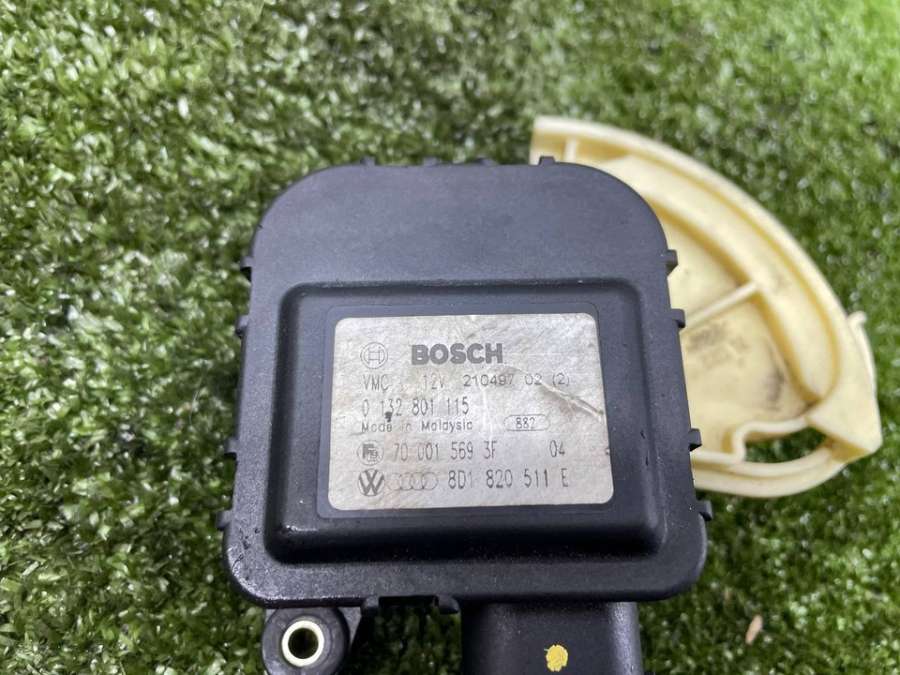 BOSCH
VMC 12V 210497 02 (2)
0 132 801 115
Made in Malaysia 882
70 001 569 3F 04
8D1 820 511 E